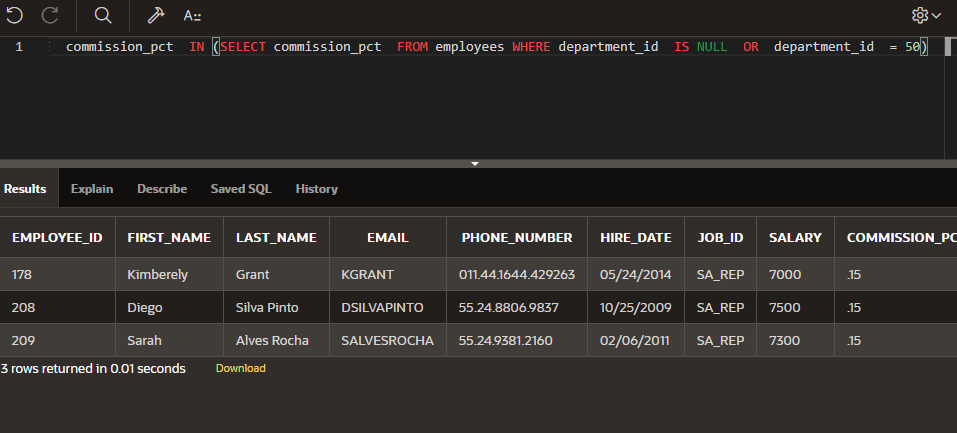 A::
1 commission_pct IN (SELECT commission_pct FROM employees WHERE department_id IS NULL OR department_id = 50)
Results Explain Describe Saved SQL History
EMPLOYEE_ID FIRST_NAME LAST_NAME EMAIL PHONE_NUMBER HIRE_DATE JOB_ID SALARY COMMISSION_PC
178 Kimberely Grant KGRANT 011.44.1644.429263 05/24/2014 SA_REP 7000 .15
208 Diego Silva Pinto DSILVAPINTO 55.24.8806.9837 10/25/2009 SA_REP 7500 .15
209 Sarah Alves Rocha SALVESROCHA 55.24.9381.2160 02/06/2011 SA_REP 7300 .15
3 rows returned in 0.01 seconds Download